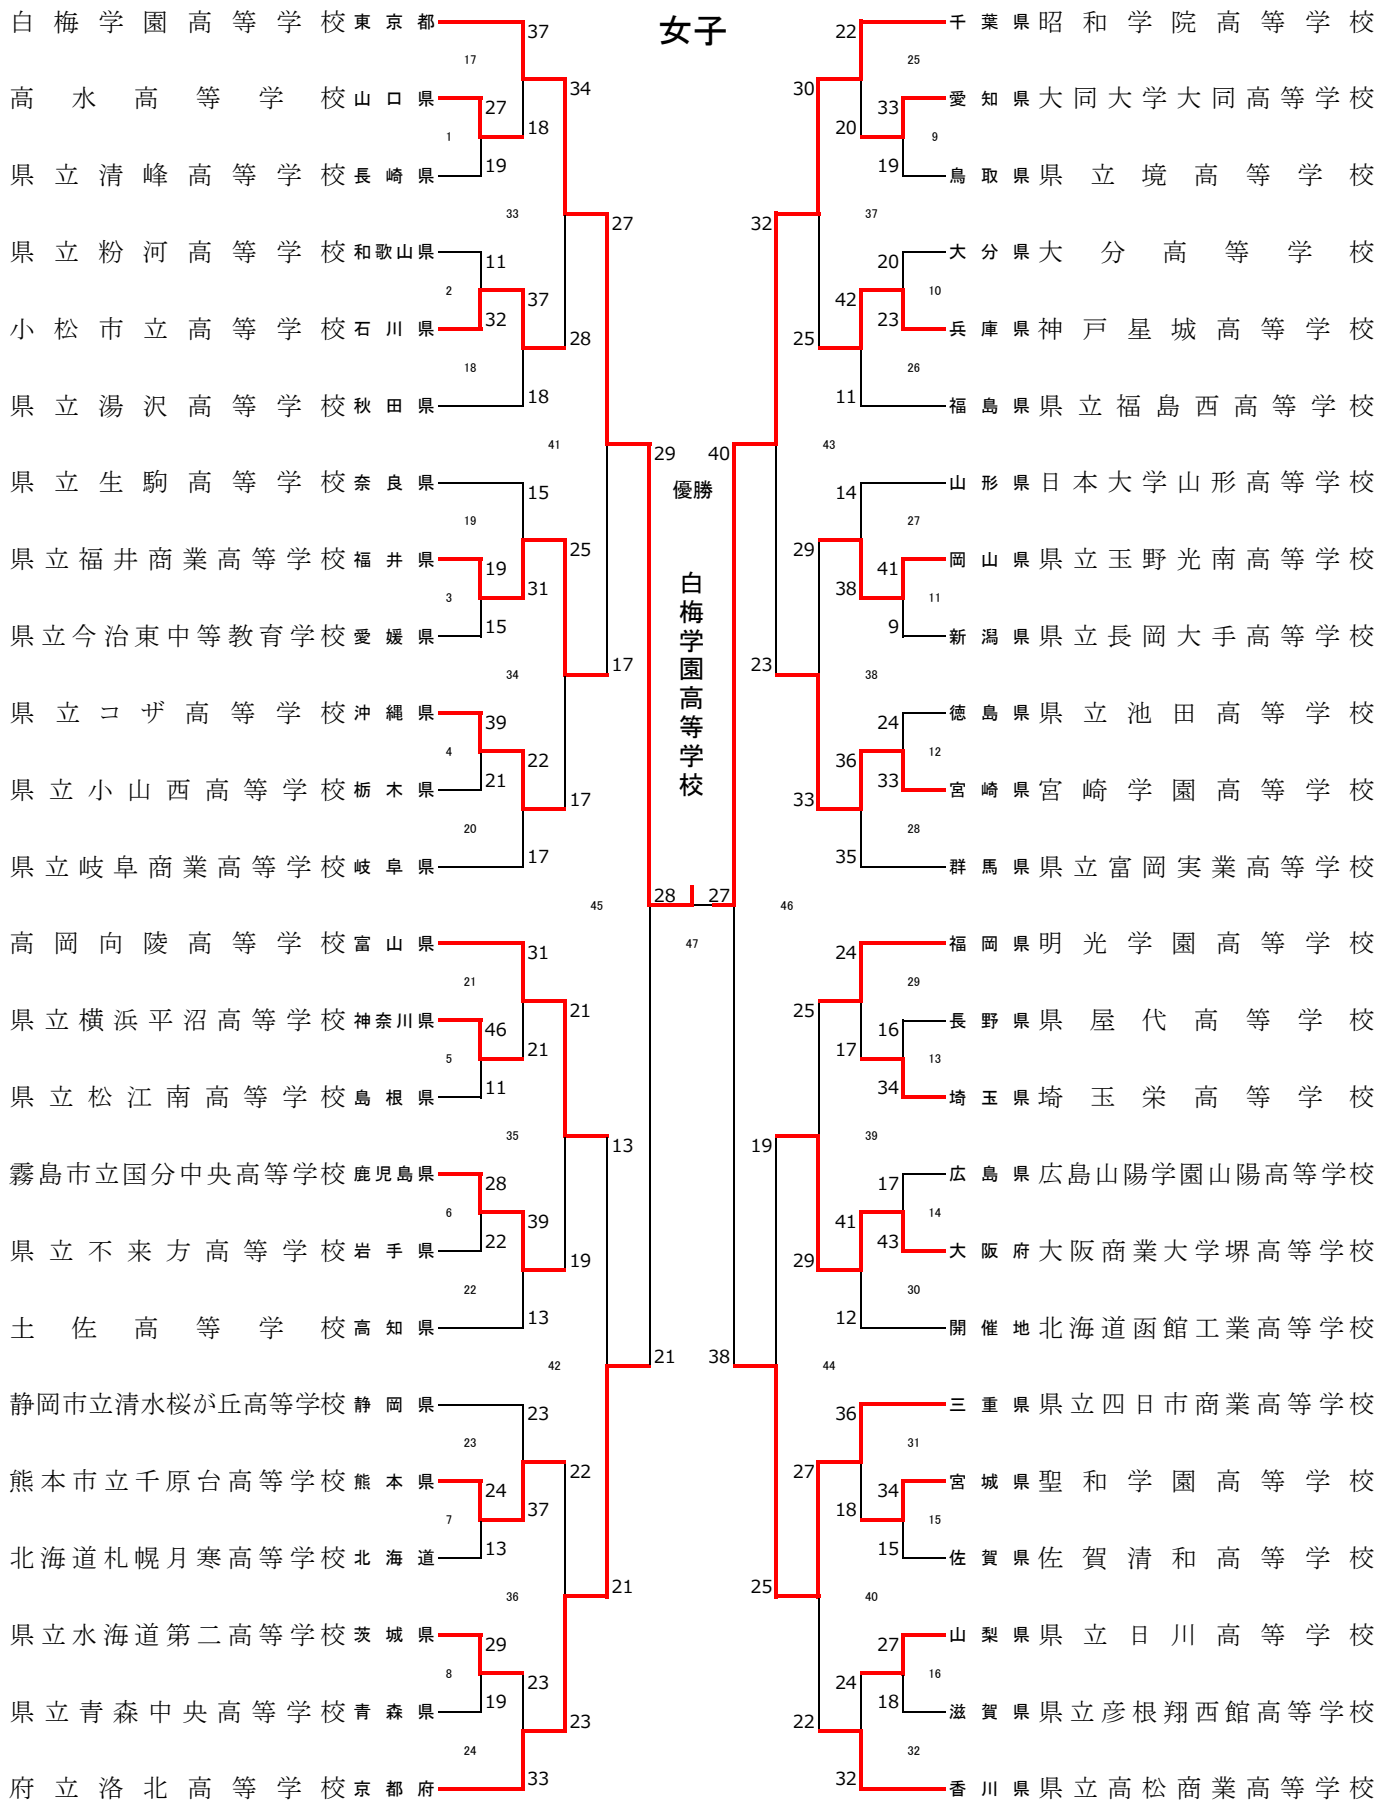 女子
白梅学園高等学校 東京都 37
17
高水高等学校 山口県 27
34
18
1
県立清峰高等学校 長崎県 19
33
27
県立粉河高等学校 和歌山県 11
2
37
小松市立高等学校 石川県 32
28
18
県立湯沢高等学校 秋田県 18
41
29
県立生駒高等学校 奈良県 15
19
25
県立福井商業高等学校 福井県 19
31
3
県立今治東中等教育学校 愛媛県 15
34
17
県立コザ高等学校 沖縄県 39
4
22
県立小山西高等学校 栃木県 21
17
20
県立岐阜商業高等学校 岐阜県 17
45
28
高岡向陵高等学校 富山県 31
21
21
県立横浜平沼高等学校 神奈川県 46
21
5
県立松江南高等学校 島根県 11
35
13
霧島市立国分中央高等学校 鹿児島県 28
6
39
県立不来方高等学校 岩手県 22
19
22
土佐高等学校 高知県 13
42
21
静岡市立清水桜が丘高等学校 静岡県 23
23
22
熊本市立千原台高等学校 熊本県 24
37
7
北海道札幌月寒高等学校 北海道 13
36
21
県立水海道第二高等学校 茨城県 29
8
23
県立青森中央高等学校 青森県 19
23
24
府立洛北高等学校 京都府 33
優勝
白梅学園高等学校
47
22 千葉県 昭和学院高等学校
25
30
33 愛知県 大同大学大同高等学校
20
9
19 鳥取県 県立境高等学校
37
32
20 大分県 大分高等学校
10
42
23 兵庫県 神戸星城高等学校
25
26
11 福島県 県立福島西高等学校
43
40
14 山形県 日本大学山形高等学校
27
29
41 岡山県 県立玉野光南高等学校
38
11
9 新潟県 県立長岡大手高等学校
38
23
24 徳島県 県立池田高等学校
12
36
33 宮崎県 宮崎学園高等学校
33
28
35 群馬県 県立富岡実業高等学校
46
27
24 福岡県 明光学園高等学校
29
25
16 長野県 県屋代高等学校
17
13
34 埼玉県 埼玉栄高等学校
39
19
17 広島県 広島山陽学園山陽高等学校
14
41
43 大阪府 大阪商業大学堺高等学校
29
30
12 開催地 北海道函館工業高等学校
44
38
36 三重県 県立四日市商業高等学校
31
27
34 宮城県 聖和学園高等学校
18
15
15 佐賀県 佐賀清和高等学校
40
25
27 山梨県 県立日川高等学校
16
24
18 滋賀県 県立彦根翔西館高等学校
22
32
32 香川県 県立高松商業高等学校